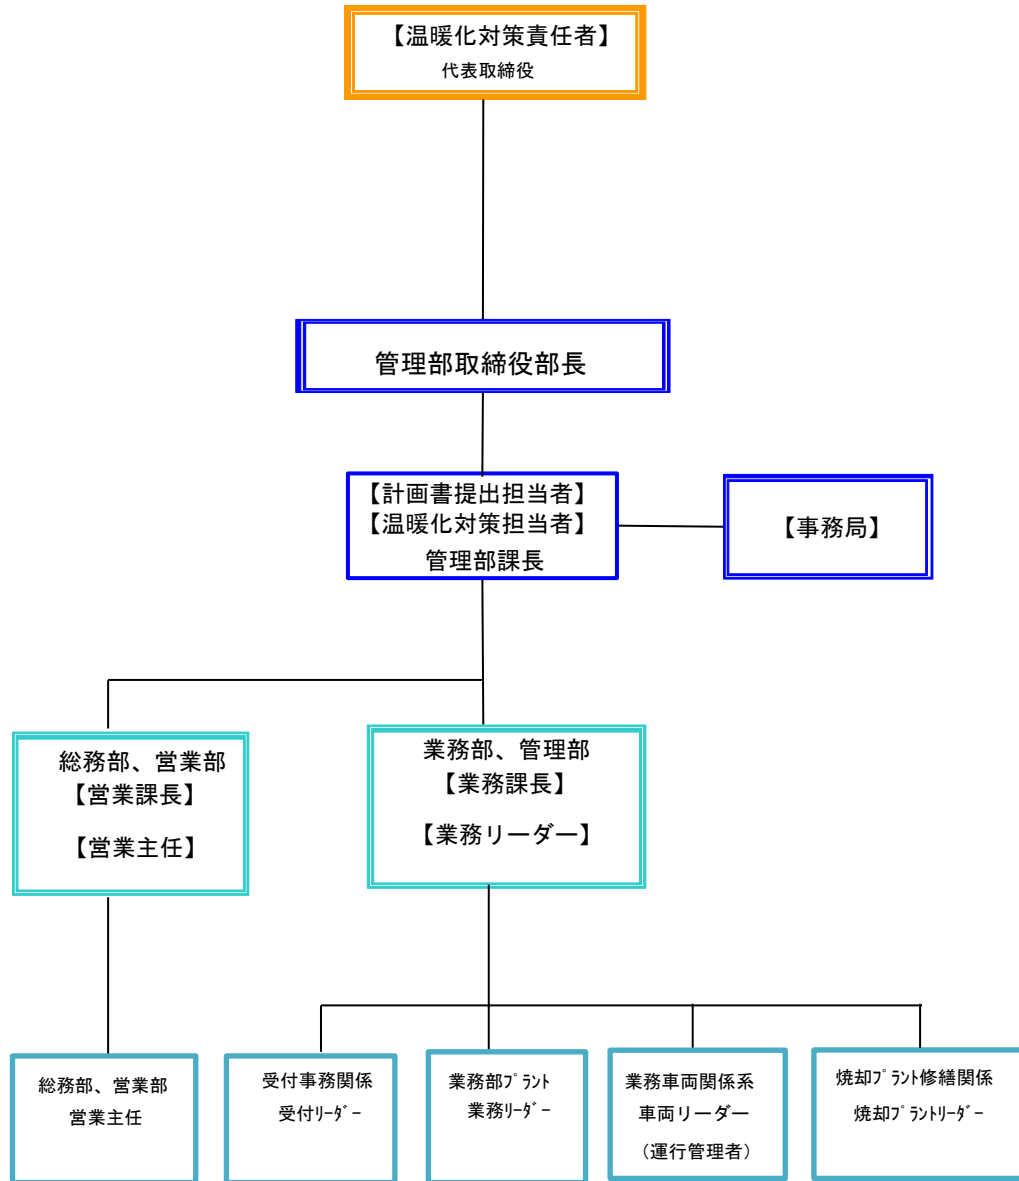 【温暖化対策責任者】
代表取締役
管理部取締役部長
【計画書提出担当者】
【温暖化対策担当者】
管理部課長
【事務局】
総務部、営業部
【営業課長】
【営業主任】
業務部、管理部
【業務課長】
【業務リーダー】
総務部、営業部
営業主任
受付事務関係
受付ﾘｰﾀﾞｰ
業務部ﾌﾟﾗﾝﾄ
業務ﾘｰﾀﾞｰ
業務車両関係系
車両リーダー
（運行管理者）
焼却ﾌﾟﾗﾝﾄ修繕関係
焼却ﾌﾟﾗﾝﾄﾘｰﾀﾞｰ